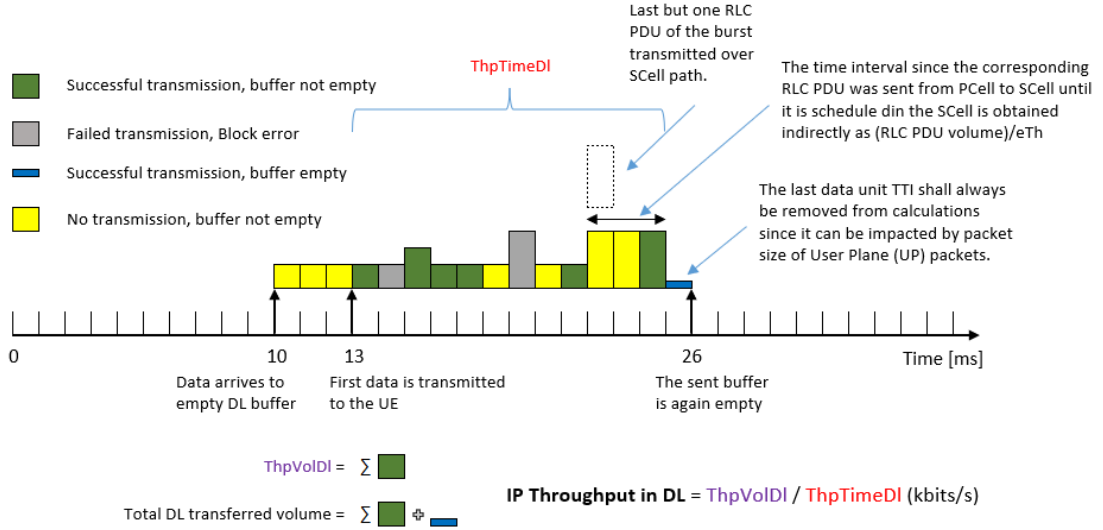 Last but one RLC
PDU of the burst
transmitted over
SCell path.
ThpTimeDl
The time interval since the corresponding
RLC PDU was sent from PCell to SCell until
it is schedule din the SCell is obtained
indirectly as (RLC PDU volume)/eTh
Successful transmission, buffer not empty
Failed transmission, Block error
Successful transmission, buffer empty
No transmission, buffer not empty
The last data unit TTI shall always
be removed from calculations
since it can be impacted by packet
size of User Plane (UP) packets.
0
10
13
26
Time [ms]
Data arrives to
empty DL buffer
First data is transmitted
to the UE
The sent buffer
is again empty
ThpVolDl = ∑
Total DL transferred volume = ∑ +
IP Throughput in DL = ThpVolDl / ThpTimeDl (kbits/s)